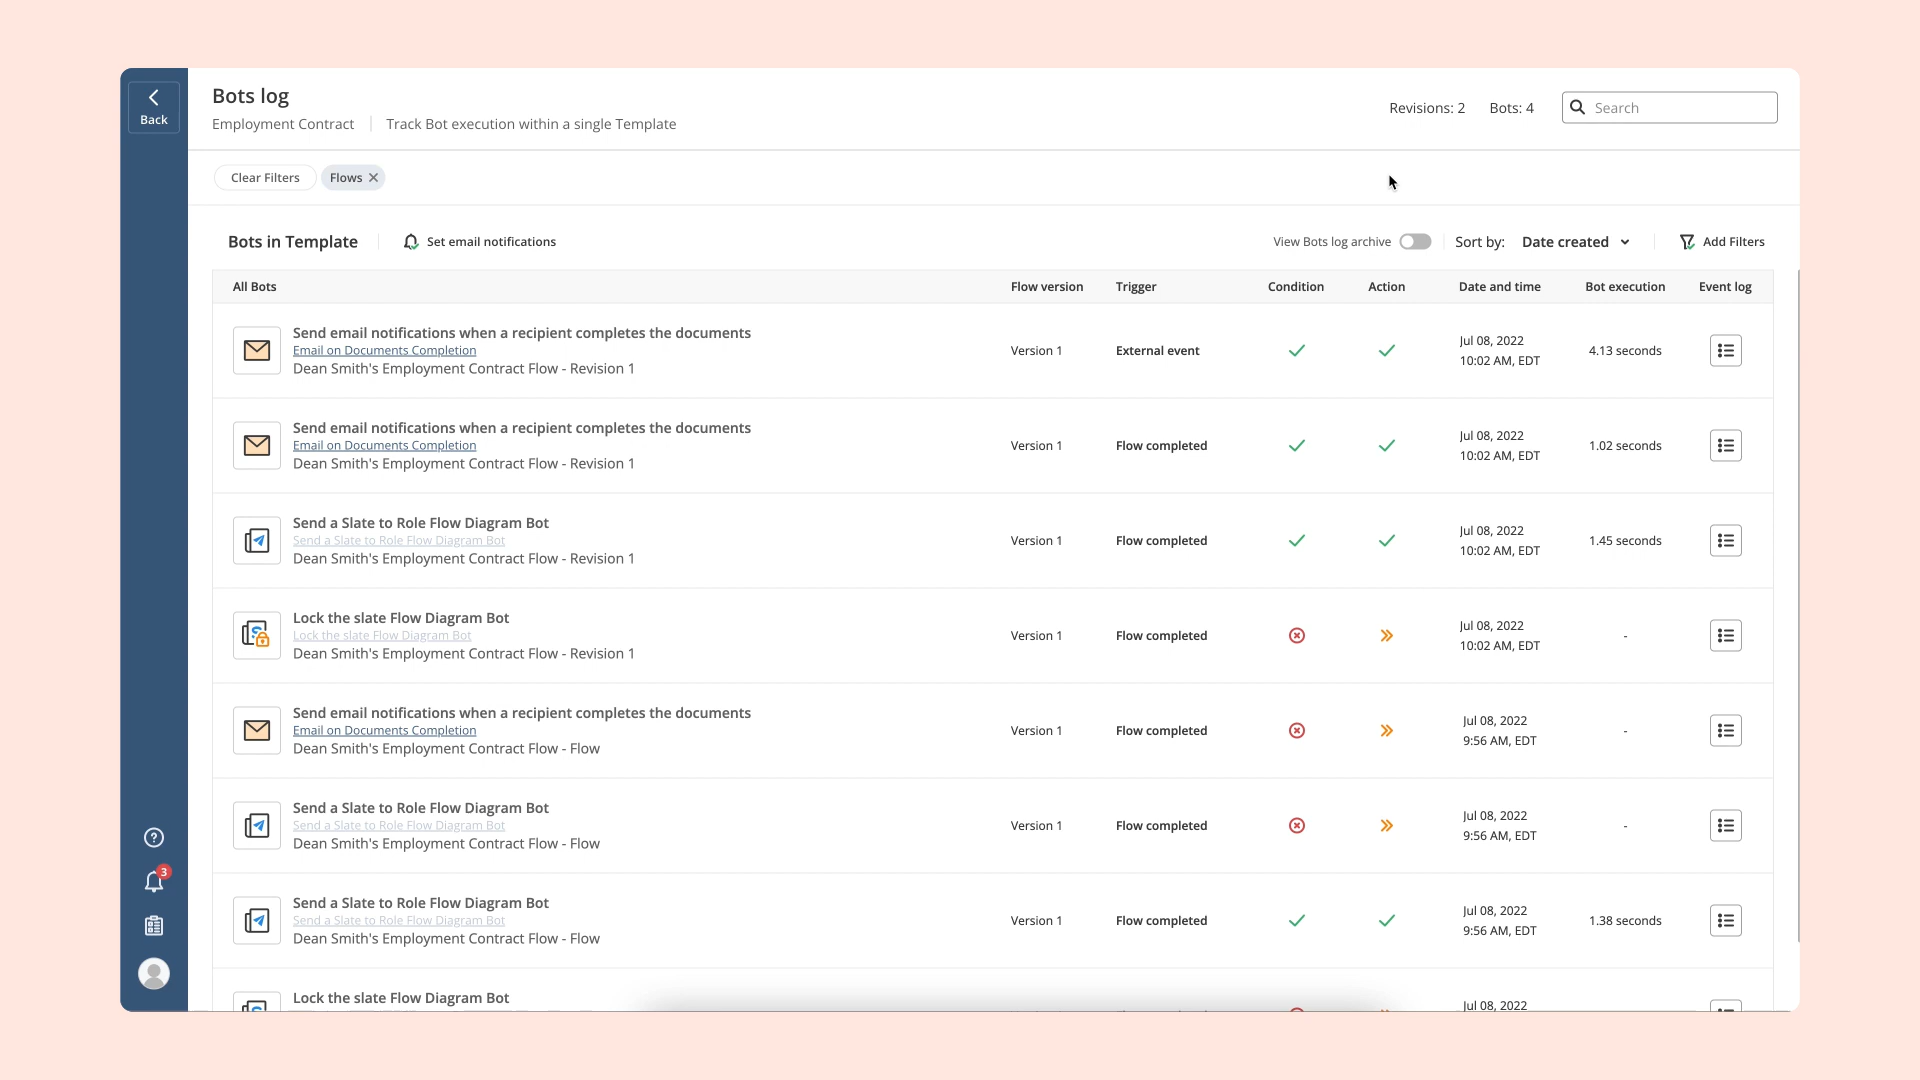 Back
Bots log
Employment Contract
Track Bot execution within a single Template
Revisions: 2
Bots: 4
Search
Clear Filters
Flows
Bots in Template
Set email notifications
View Bots log archive
Sort by:
Date created
Add Filters
All Bots
Flow version
Trigger
Condition
Action
Date and time
Bot execution
Event log
Send email notifications when a recipient completes the documents
Email on Documents Completion
Dean Smith's Employment Contract Flow - Revision 1
Version 1
External event
Jul 08, 2022
10:02 AM, EDT
4.13 seconds
Send email notifications when a recipient completes the documents
Email on Documents Completion
Dean Smith's Employment Contract Flow - Revision 1
Version 1
Flow completed
Jul 08, 2022
10:02 AM, EDT
1.02 seconds
Send a Slate to Role Flow Diagram Bot
Send a Slate to Role Flow Diagram Bot
Dean Smith's Employment Contract Flow - Revision 1
Version 1
Flow completed
Jul 08, 2022
10:02 AM, EDT
1.45 seconds
Lock the slate Flow Diagram Bot
Lock the slate Flow Diagram Bot
Dean Smith's Employment Contract Flow - Revision 1
Version 1
Flow completed
Jul 08, 2022
10:02 AM, EDT
-
Send email notifications when a recipient completes the documents
Email on Documents Completion
Dean Smith's Employment Contract Flow - Flow
Version 1
Flow completed
Jul 08, 2022
9:56 AM, EDT
-
Send a Slate to Role Flow Diagram Bot
Send a Slate to Role Flow Diagram Bot
Dean Smith's Employment Contract Flow - Flow
Version 1
Flow completed
Jul 08, 2022
9:56 AM, EDT
-
Send a Slate to Role Flow Diagram Bot
Send a Slate to Role Flow Diagram Bot
Dean Smith's Employment Contract Flow - Flow
Version 1
Flow completed
Jul 08, 2022
9:56 AM, EDT
1.38 seconds
Lock the slate Flow Diagram Bot
Jul 08, 2022
3